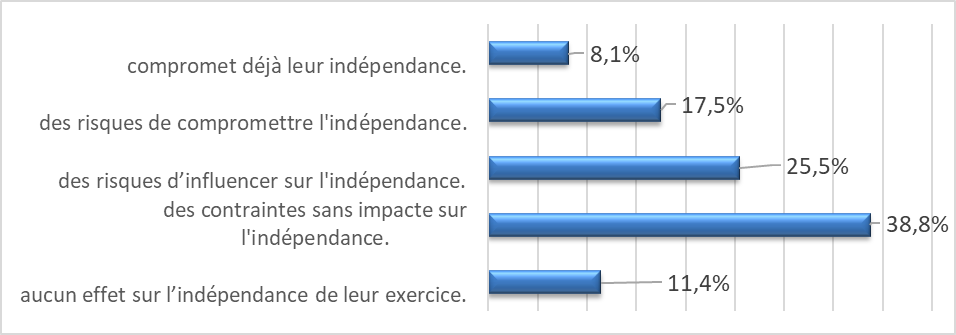 compromet déjà leur indépendance.
8,1%
des risques de compromettre l'indépendance.
17,5%
des risques d’influencer sur l'indépendance.
25,5%
des contraintes sans impacte sur
l'indépendance.
38,8%
aucun effet sur l’indépendance de leur exercice.
11,4%